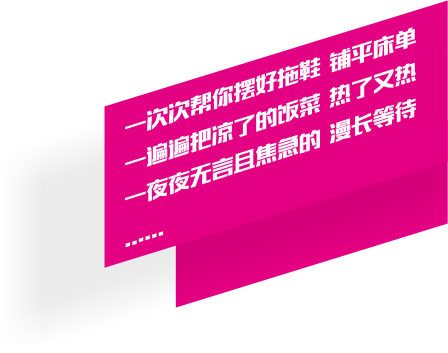 一次次帮你摆好拖鞋 铺平床单
一遍遍把凉了的饭菜 热了又热
一夜夜无言且焦急的 漫长等待
......